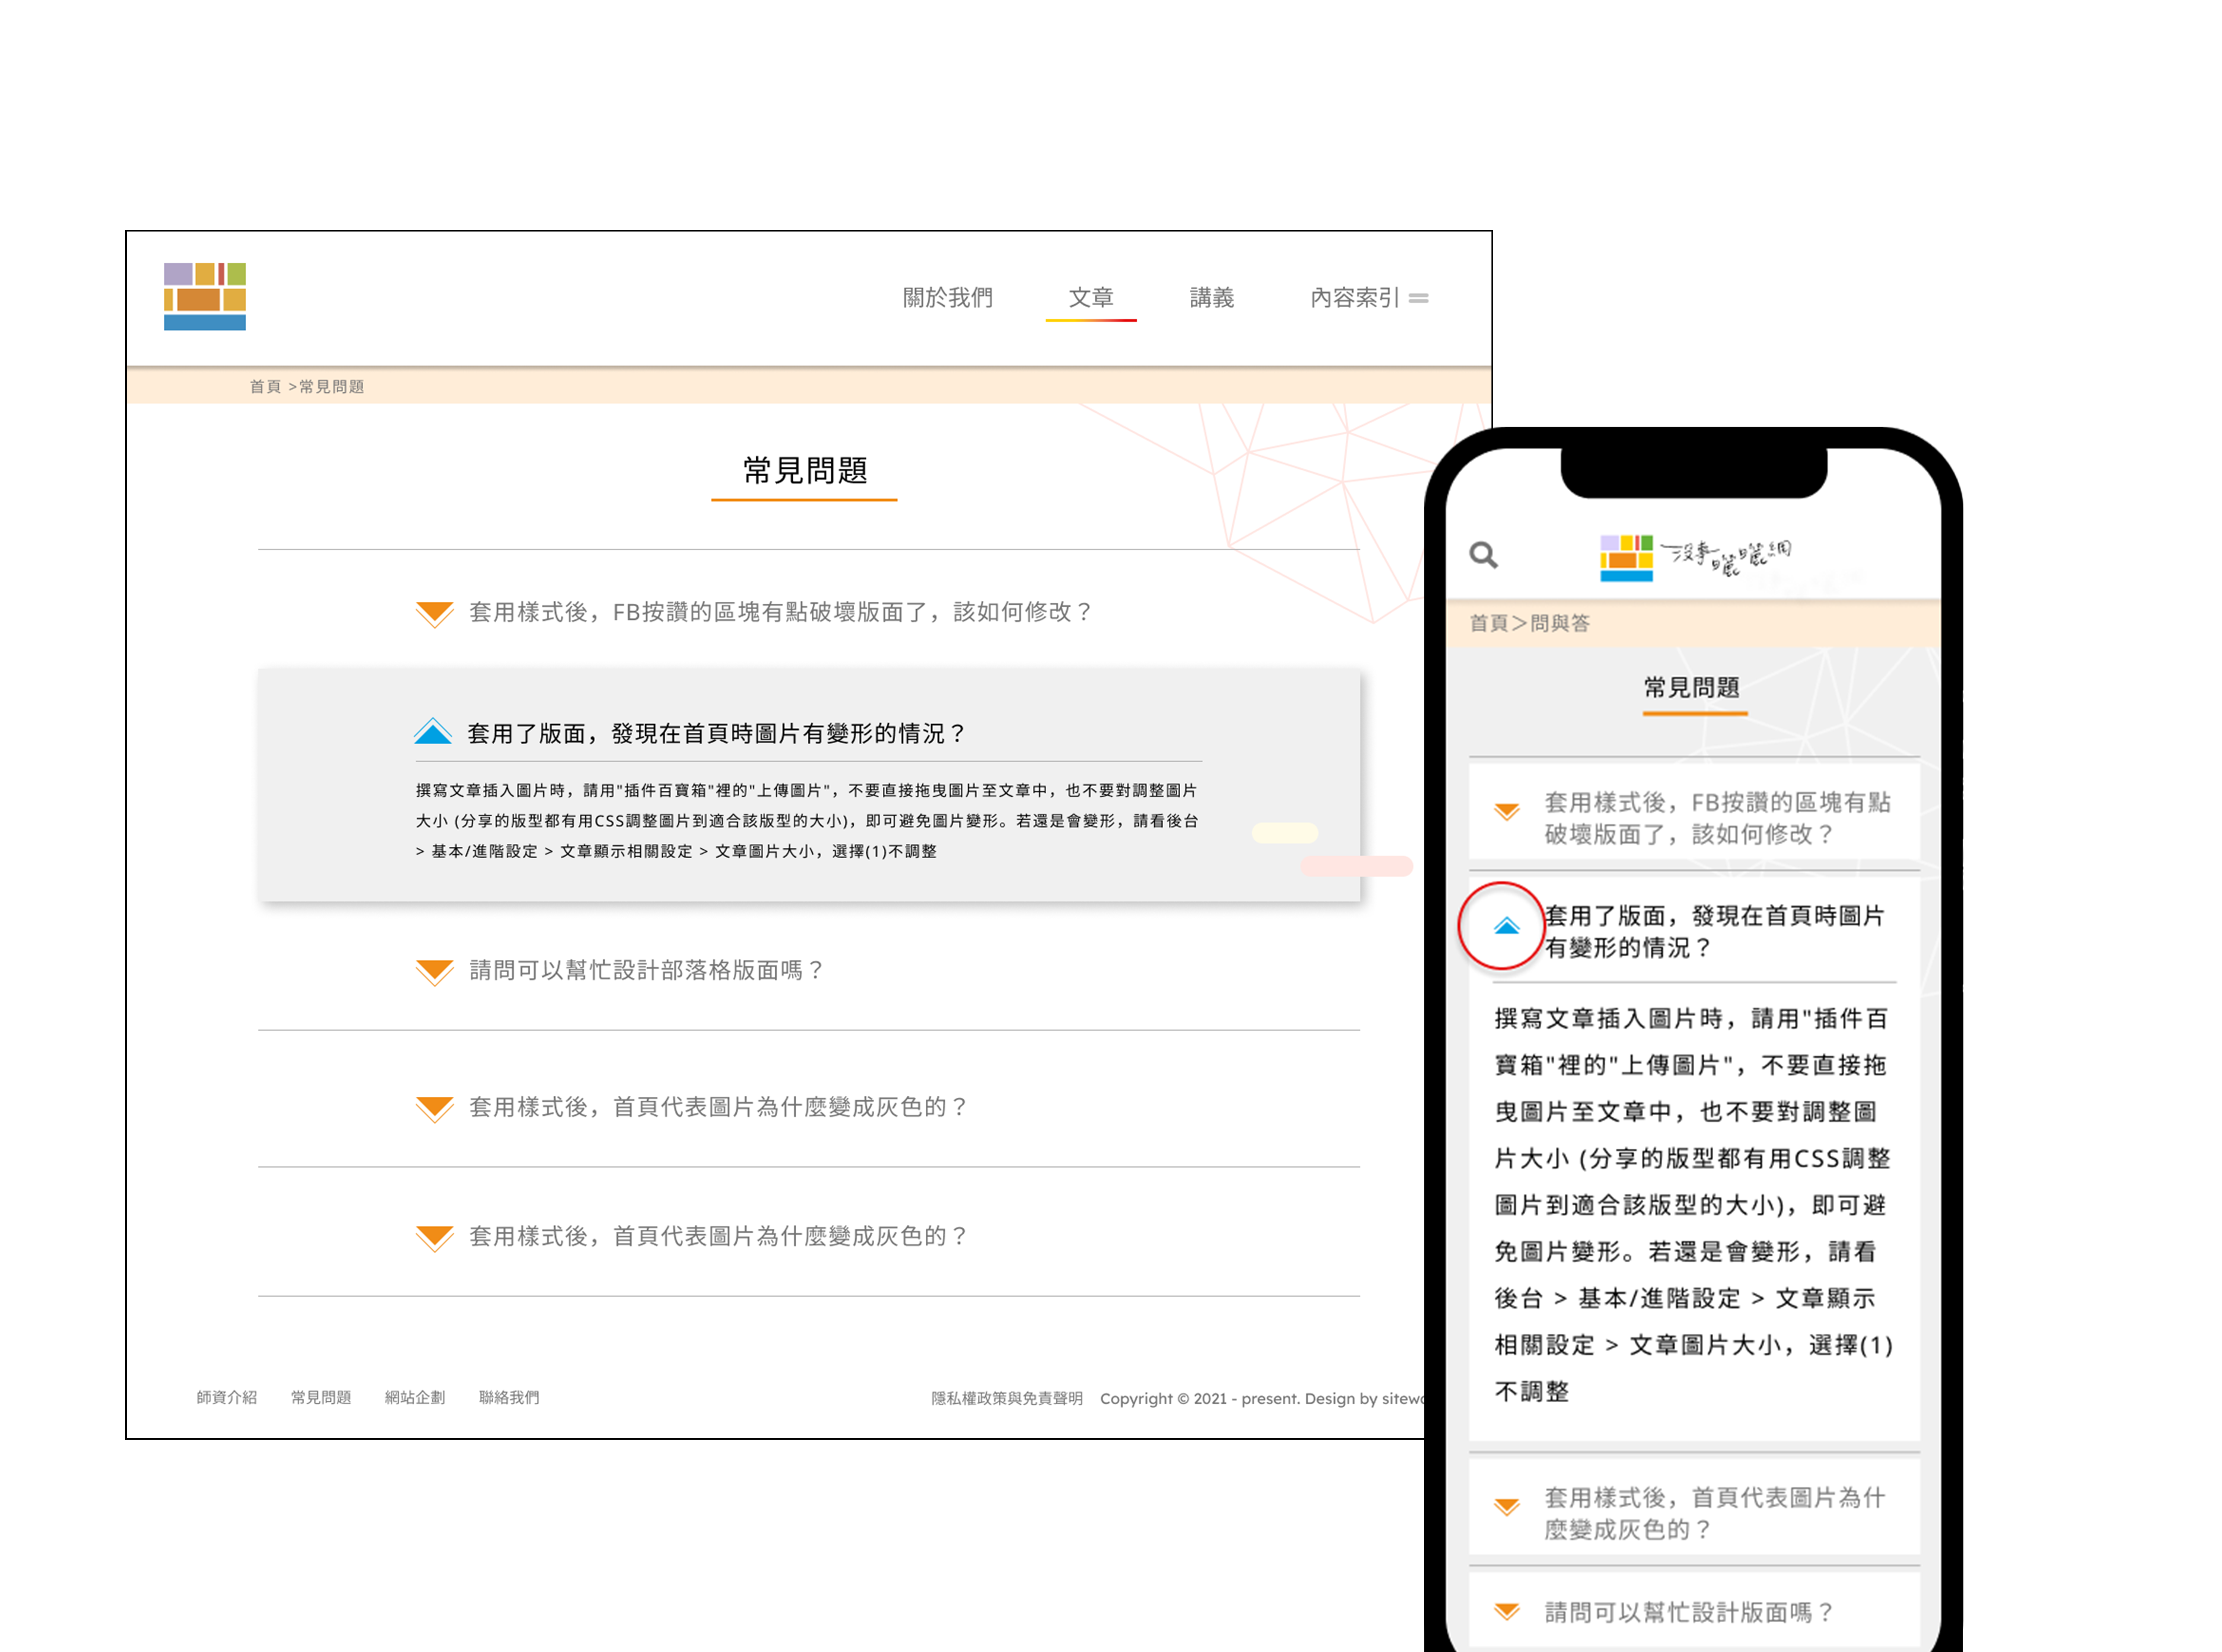 關於我們 文章 講義 內容索引
首頁 >常見問題
常見問題
套用樣式後，FB按讚的區塊有點破壞版面了，該如何修改？
套用了版面，發現在首頁時圖片有變形的情況？
撰寫文章插入圖片時，請用"插件百寶箱"裡的"上傳圖片"，不要直接拖曳圖片至文章中，也不要對調整圖片
大小 (分享的版型都有用CSS調整圖片到適合該版型的大小)，即可避免圖片變形。若還是會變形，請看後台
> 基本/進階設定 > 文章顯示相關設定 > 文章圖片大小，選擇(1)不調整
請問可以幫忙設計部落格版面嗎？
套用樣式後，首頁代表圖片為什麼變成灰色的？
套用樣式後，首頁代表圖片為什麼變成灰色的？
師資介紹 常見問題 網站企劃 聯絡我們
隱私權政策與免責聲明 Copyright © 2021 - present. Design by
沒事曬曬網
首頁＞問與答
常見問題
套用樣式後，FB按讚的區塊有點
破壞版面了，該如何修改？
套用了版面，發現在首頁時圖片
有變形的情況？
撰寫文章插入圖片時，請用"插件百
寶箱"裡的"上傳圖片"，不要直接拖
曳圖片至文章中，也不要對調整圖
片大小 (分享的版型都有用CSS調整
圖片到適合該版型的大小)，即可避
免圖片變形。若還是會變形，請看
後台 > 基本/進階設定 > 文章顯示
相關設定 > 文章圖片大小，選擇(1)
不調整
套用樣式後，首頁代表圖片為什
麼變成灰色的？
請問可以幫忙設計版面嗎？